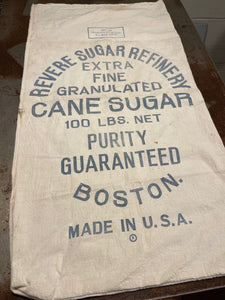 REVERE SUGAR REFINERY
EXTRA
FINE
GRANULATED
CANE SUGAR
100 LBS. NET
PURITY
GUARANTEED
BOSTON.
MADE IN U.S.A.